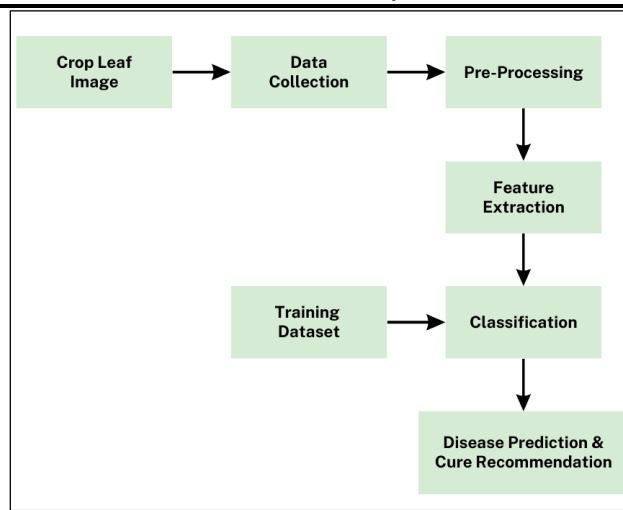 Crop Leaf
Image
Data
Collection
Pre-Processing
Feature
Extraction
Training
Dataset
Classification
Disease Prediction &
Cure Recommendation